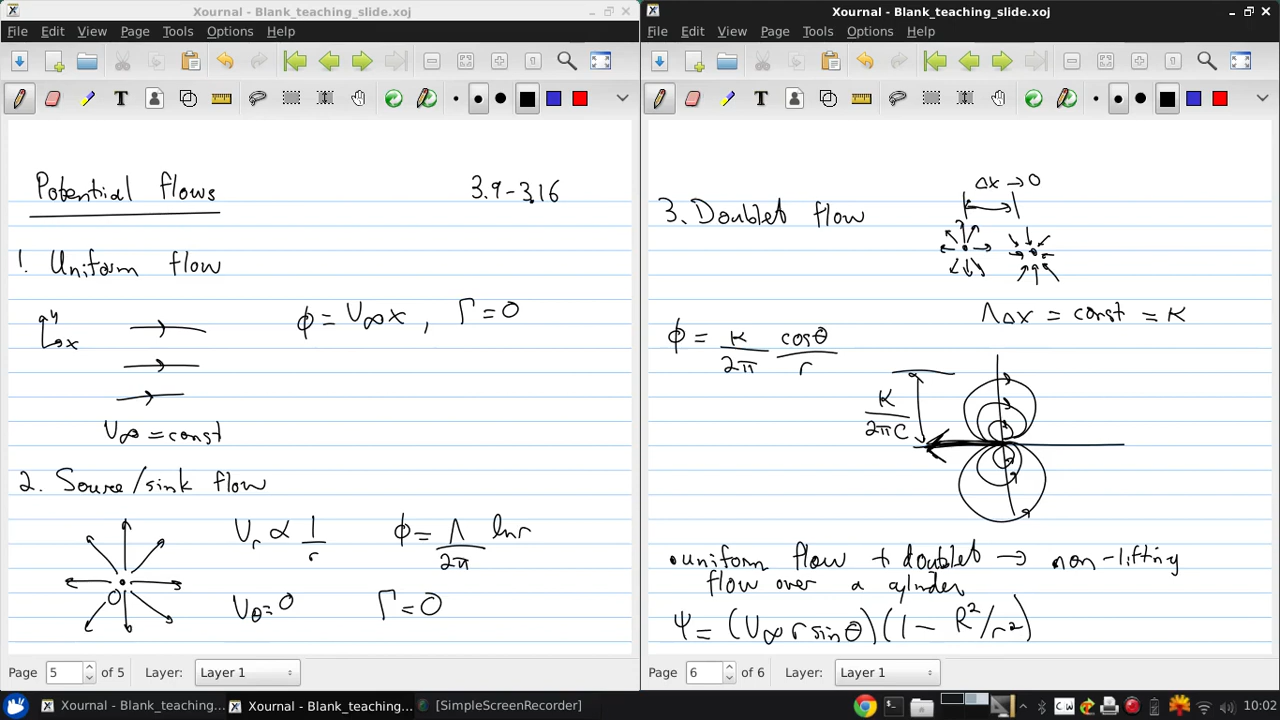 Xournal - Blank_teaching_slide.xoj
File Edit View Page Tools Options Help
Potential flows 3.9-3.16
1. Uniform flow
y
x
ϕ = V∞ x , Γ = 0
V∞ = const
2. Source/sink flow
V_r ∝ 1/r ϕ = Λ/2π lnr
O
V_θ = 0 Γ = 0
Page 5 of 5 Layer: Layer 1
Xournal - Blank_teaching_slide.xoj
File Edit View Page Tools Options Help
Δx → 0
3. Doublet flow
ΛΔx = const = K
ϕ = K/2π cosθ/r
K/2πC
• uniform flow + doublet → non-lifting
flow over a cylinder
Ψ = (V∞ r sinθ)(1 - R²/r²)
Page 6 of 6 Layer: Layer 1
Xournal - Blank_teaching_... Xournal - Blank_teaching_... [SimpleScreenRecorder] 10:02